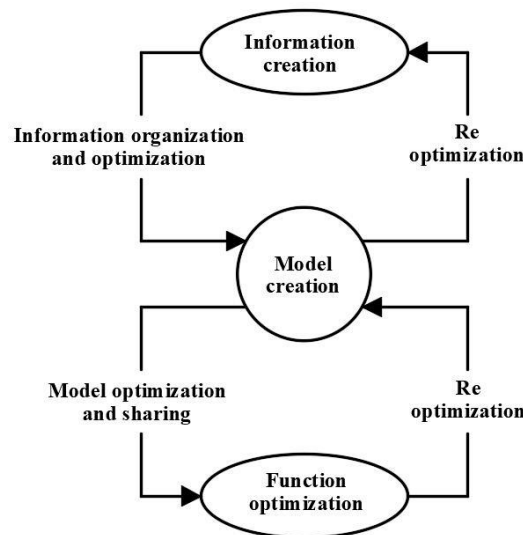 Information
creation
Information organization
and optimization
Re
optimization
Model
creation
Model optimization
and sharing
Re
optimization
Function
optimization